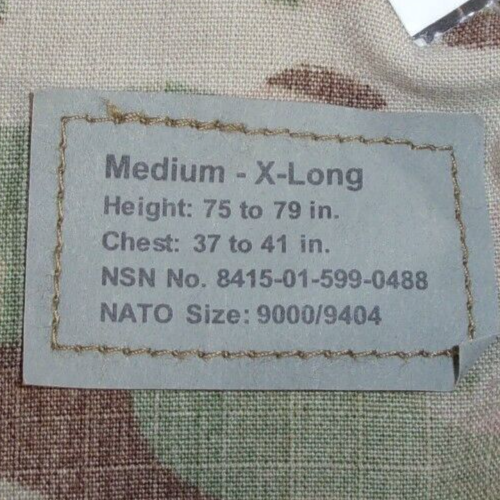 Medium - X-Long
Height: 75 to 79 in.
Chest: 37 to 41 in.
NSN No. 8415-01-599-0488
NATO Size: 9000/9404